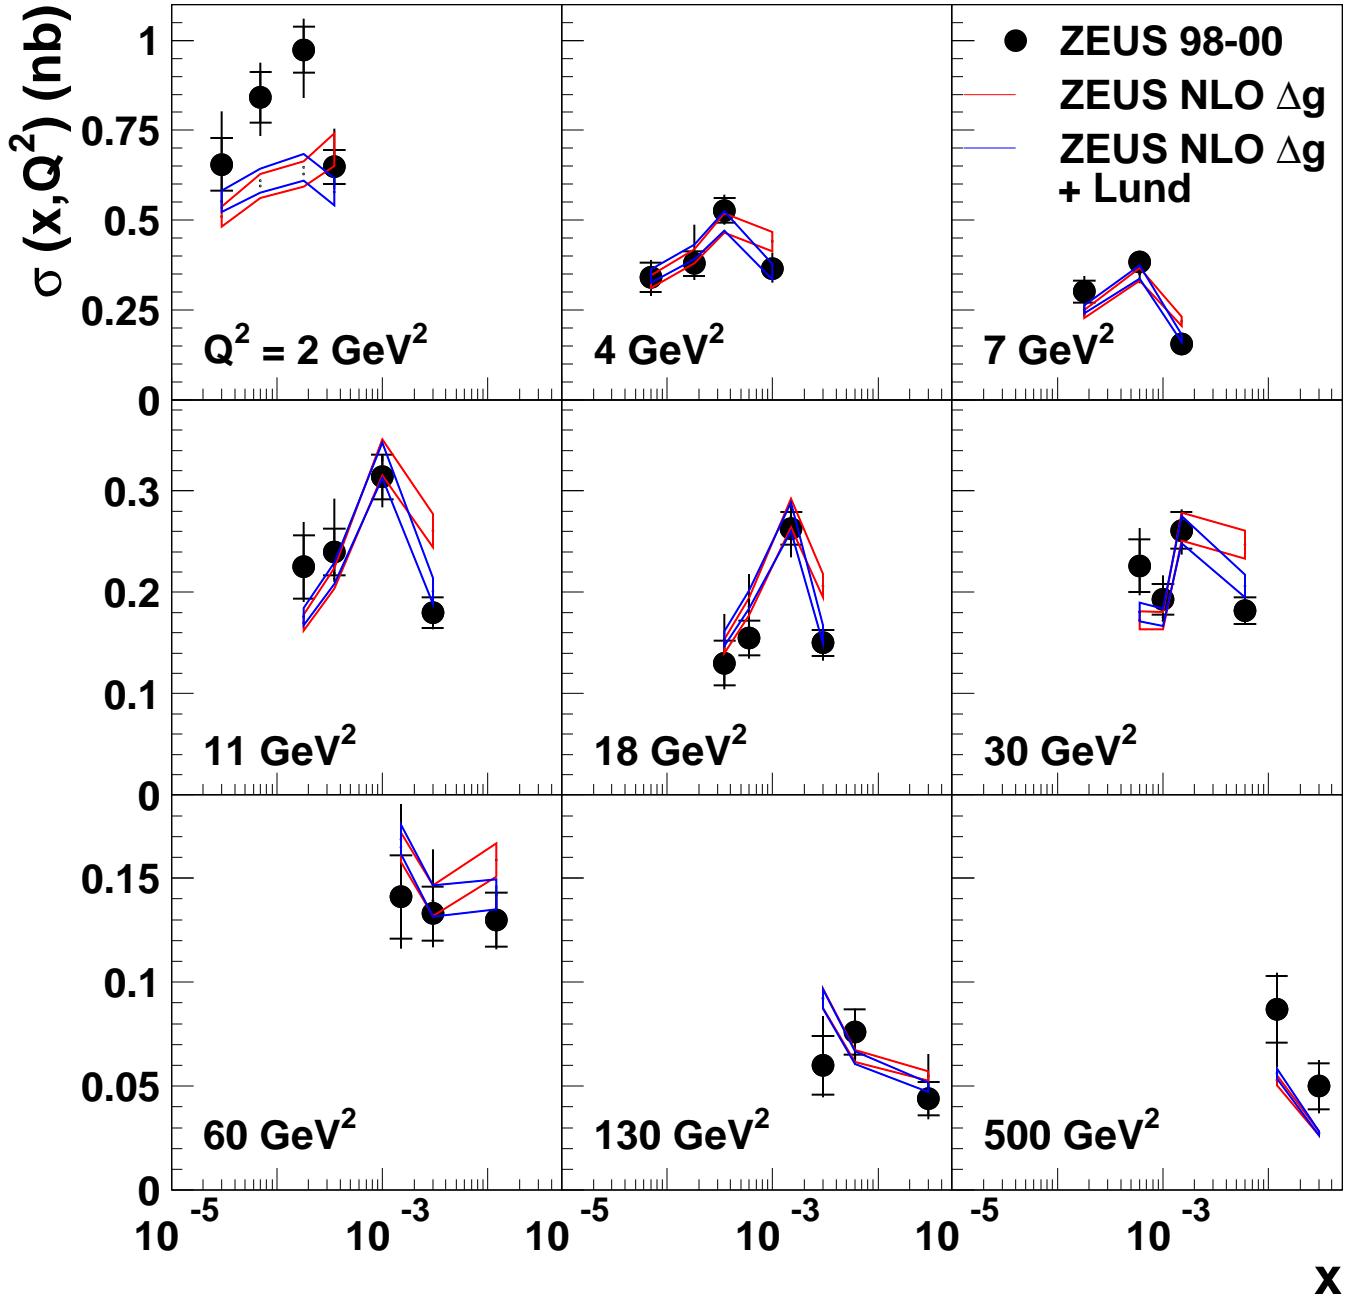 σ (x,Q²) (nb)
1
0.75
0.5
0.25
0
ZEUS 98-00
ZEUS NLO Δg
ZEUS NLO Δg
+ Lund
Q² = 2 GeV²
4 GeV²
7 GeV²
0.3
0.2
0.1
0
11 GeV²
18 GeV²
30 GeV²
0.15
0.1
0.05
0
60 GeV²
130 GeV²
500 GeV²
10⁻⁵ 10⁻³ 10⁻⁵ 10⁻³ 10⁻⁵ 10⁻³
x